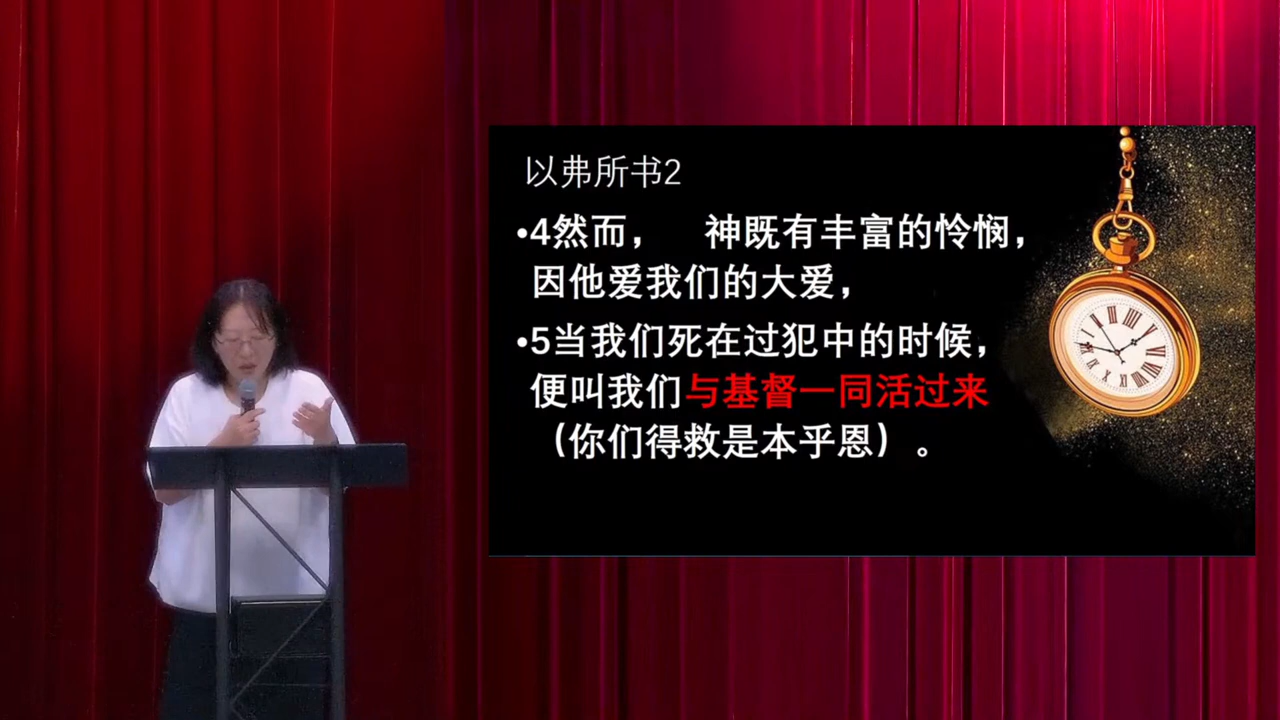 以弗所书2
•4然而，　神既有丰富的怜悯，
因他爱我们的大爱，
•5当我们死在过犯中的时候，
便叫我们与基督一同活过来
（你们得救是本乎恩）。